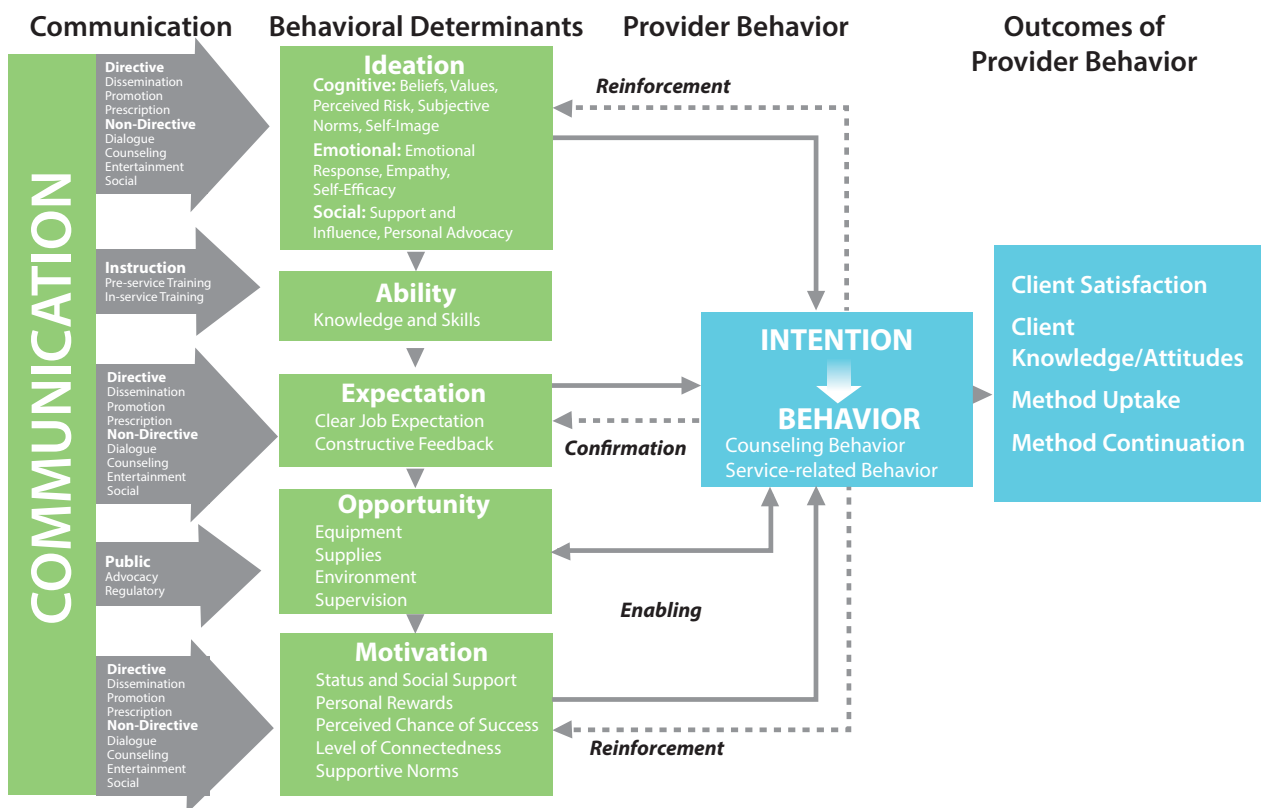 Communication
Behavioral Determinants
Provider Behavior
Outcomes of
Provider Behavior
COMMUNICATION
Directive
Dissemination
Promotion
Prescription
Non-Directive
Dialogue
Counseling
Entertainment
Social
Instruction
Pre-service Training
In-service Training
Directive
Dissemination
Promotion
Prescription
Non-Directive
Dialogue
Counseling
Entertainment
Social
Public
Advocacy
Regulatory
Directive
Dissemination
Promotion
Prescription
Non-Directive
Dialogue
Counseling
Entertainment
Social
Ideation
Cognitive: Beliefs, Values,
Perceived Risk, Subjective
Norms, Self-Image
Emotional: Emotional
Response, Empathy,
Self-Efficacy
Social: Support and
Influence, Personal Advocacy
Ability
Knowledge and Skills
Expectation
Clear Job Expectation
Constructive Feedback
Opportunity
Equipment
Supplies
Environment
Supervision
Motivation
Status and Social Support
Personal Rewards
Perceived Chance of Success
Level of Connectedness
Supportive Norms
Reinforcement
Confirmation
Enabling
Reinforcement
INTENTION
BEHAVIOR
Counseling Behavior
Service-related Behavior
Client Satisfaction
Client
Knowledge/Attitudes
Method Uptake
Method Continuation